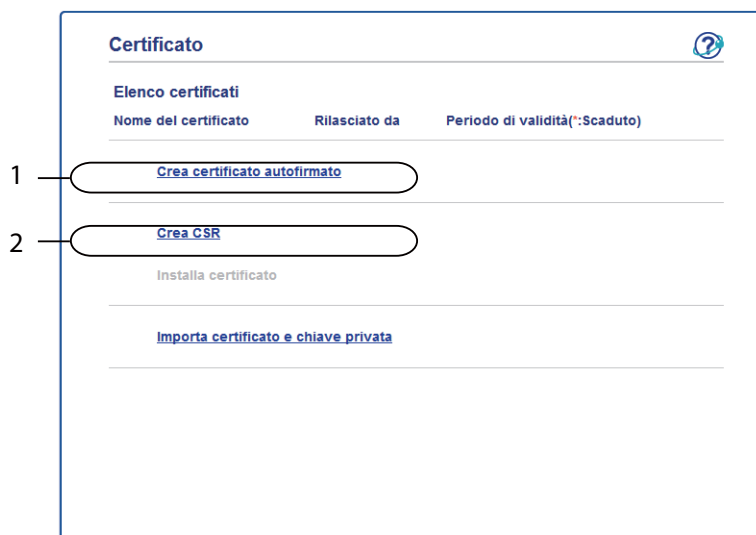 Certificato
Elenco certificati
Nome del certificato Rilasciato da Periodo di validità(*:Scaduto)
1 Crea certificato autofirmato
2 Crea CSR
Installa certificato
Importa certificato e chiave privata